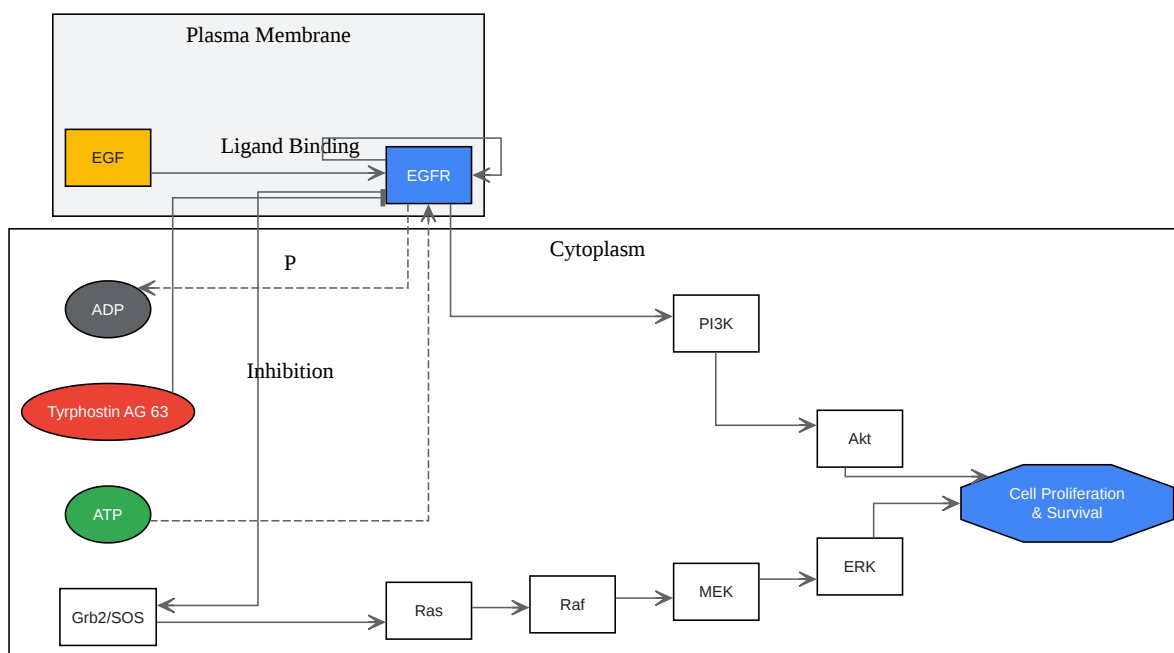 Plasma Membrane
EGF
Ligand Binding
EGFR
Cytoplasm
P
ADP
PI3K
Inhibition
Tyrphostin AG 63
Akt
Cell Proliferation
& Survival
ATP
ERK
MEK
Raf
Ras
Grb2/SOS